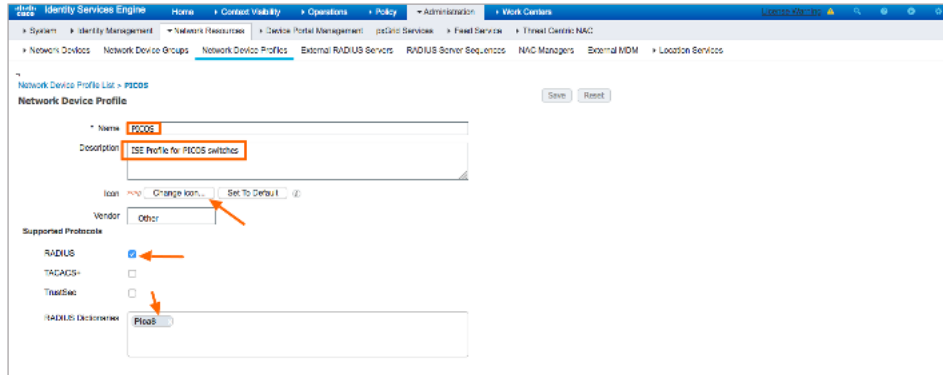 cisco Identity Services Engine Home Context Visibility Operations Policy Administration Work Centers License Warning
System Identity Management Network Resources Device Portal Management pxGrid Services Feed Service Threat Centric NAC
Network Devices Network Device Groups Network Device Profiles External RADIUS Servers RADIUS Server Sequences NAC Managers External MDM Location Services
Network Device Profile List > PICOS
Network Device Profile
Save Reset
* Name PICOS
Description ISE Profile for PICOS switches
Icon Change icon... Set To Default
Vendor Other
Supported Protocols
RADIUS
TACACS+
TrustSec
RADIUS Dictionaries Pica8